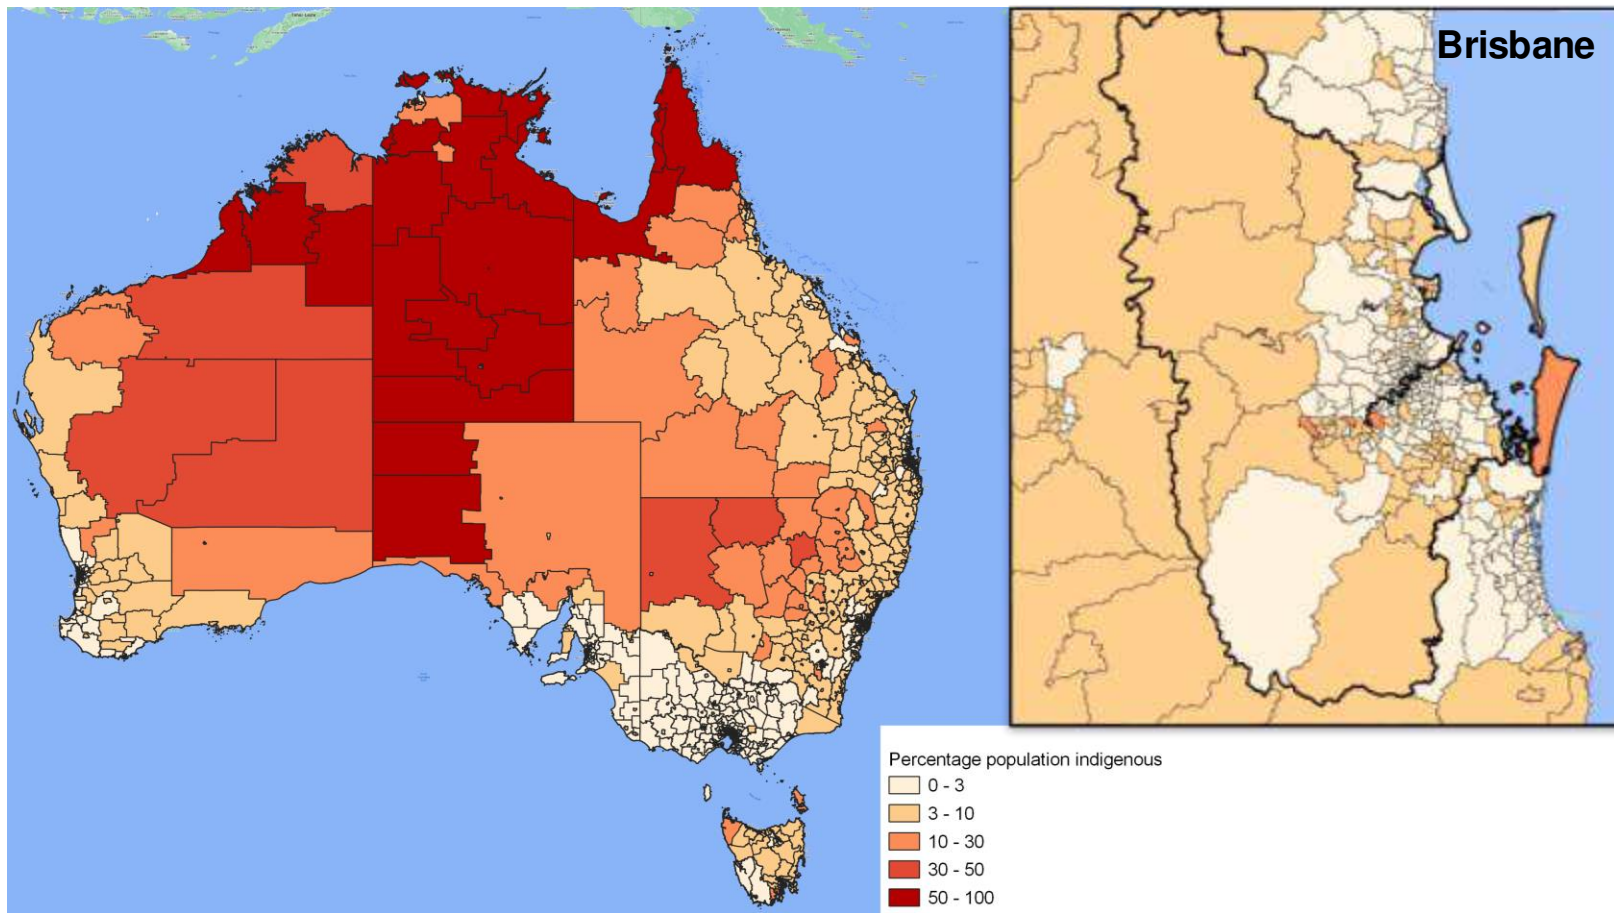 Brisbane
Percentage population indigenous
0 - 3
3 - 10
10 - 30
30 - 50
50 - 100